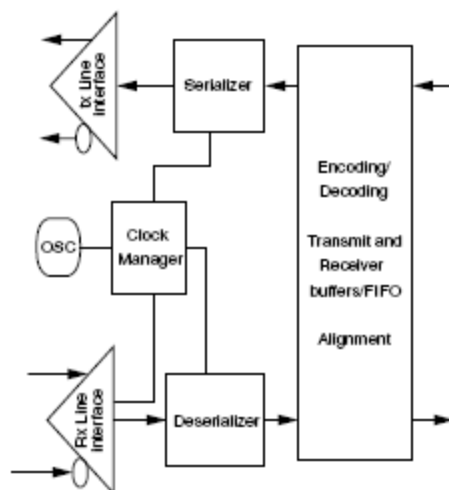 tx Line
interface
Serializer
Encoding/
Decoding
Transmit and
Receiver
buffers/FIFO
Alignment
OSC
Clock
Manager
Rx Line
interface
Deserializer